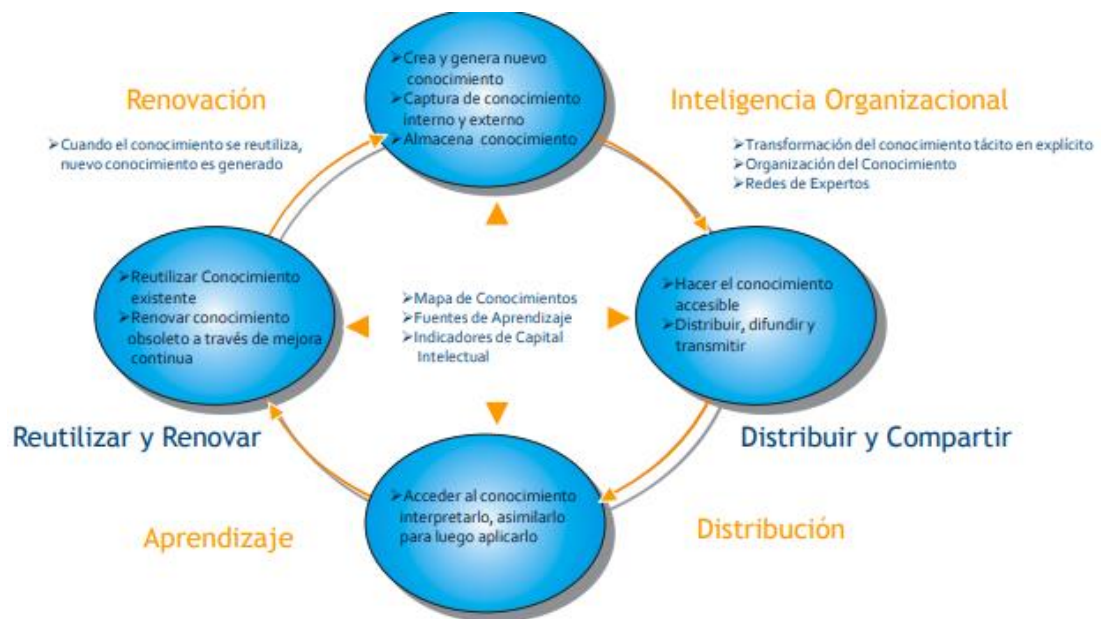 ➢Crea y genera nuevo
conocimiento
➢Captura de conocimiento
interno y externo
➢Almacena conocimiento
Renovación
➢Cuando el conocimiento se reutiliza,
nuevo conocimiento es generado
Inteligencia Organizacional
➢Transformación del conocimiento tácito en explícito
➢Organización del Conocimiento
➢Redes de Expertos
➢Reutilizar Conocimiento
existente
➢Renovar conocimiento
obsoleto a través de mejora
continua
➢Mapa de Conocimientos
➢Fuentes de Aprendizaje
➢Indicadores de Capital
Intelectual
➢Hacer el conocimiento
accesible
➢Distribuir, difundir y
transmitir
Reutilizar y Renovar
Distribuir y Compartir
➢Acceder al conocimiento
interpretarlo, asimilarlo
para luego aplicarlo
Aprendizaje
Distribución